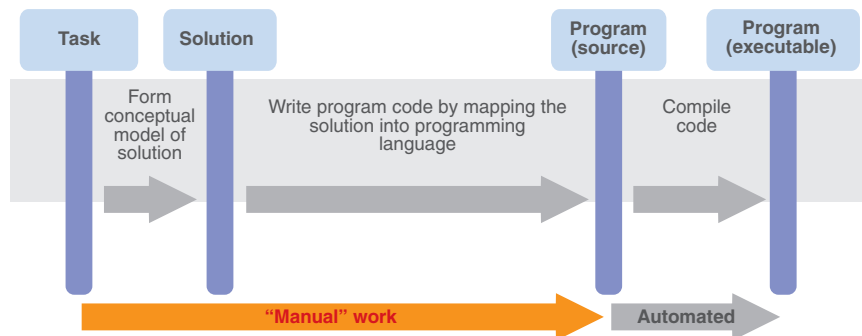 Task
Solution
Program
(source)
Program
(executable)
Form
conceptual
model of
solution
Write program code by mapping the
solution into programming
language
Compile
code
“Manual” work
Automated